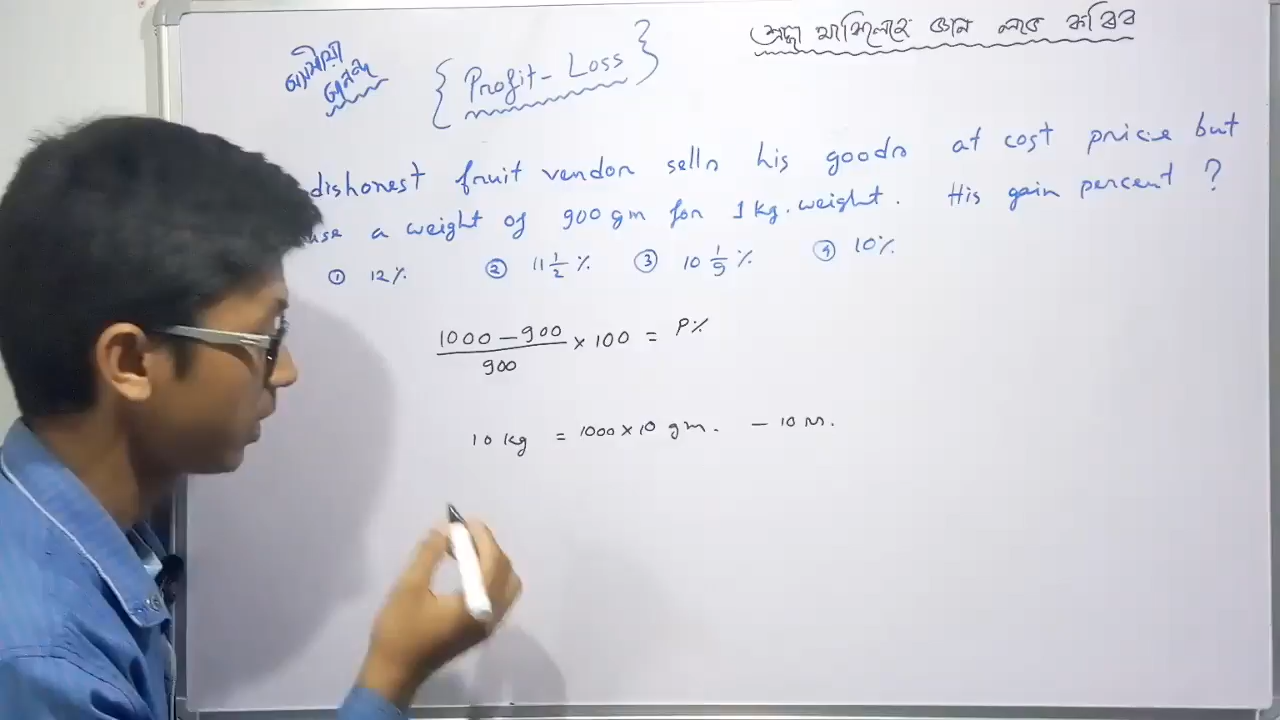 { Profit - Loss }
dishonest fruit vendor sells his goods at cost price but
use a weight of 900 gm for 1 kg. weight. His gain percent ?
① 12% ② 11 1/2 % ③ 10 1/9 % ④ 10%
(1000 - 900)/900 × 100 = P%
10 kg = 1000 × 10 gm. - 10